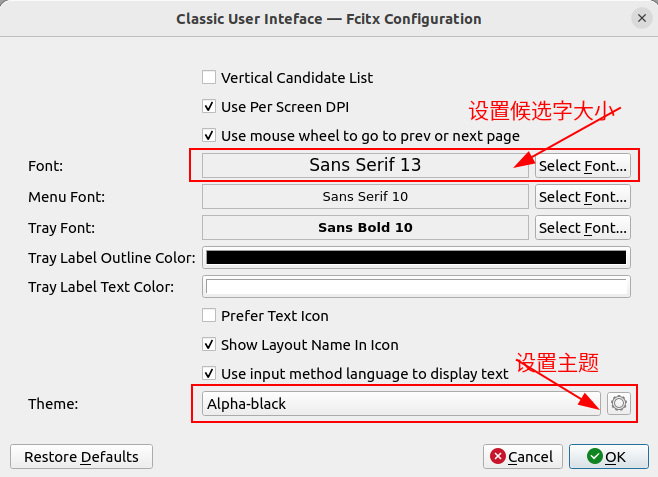 Classic User Inteface — Fcitx Configuration
Vertical Candidate List
Use Per Screen DPI
设置候选字大小
Use mouse wheel to go to prev or next page
Font: Sans Serif 13 Select Font...
Menu Font: Sans Serif 10 Select Font...
Tray Font: Sans Bold 10 Select Font...
Tray Label Outline Color:
Tray Label Text Color:
Prefer Text Icon
Show Layout Name In Icon
设置主题
Use input method language to display text
Theme: Alpha-black
Restore Defaults Cancel OK